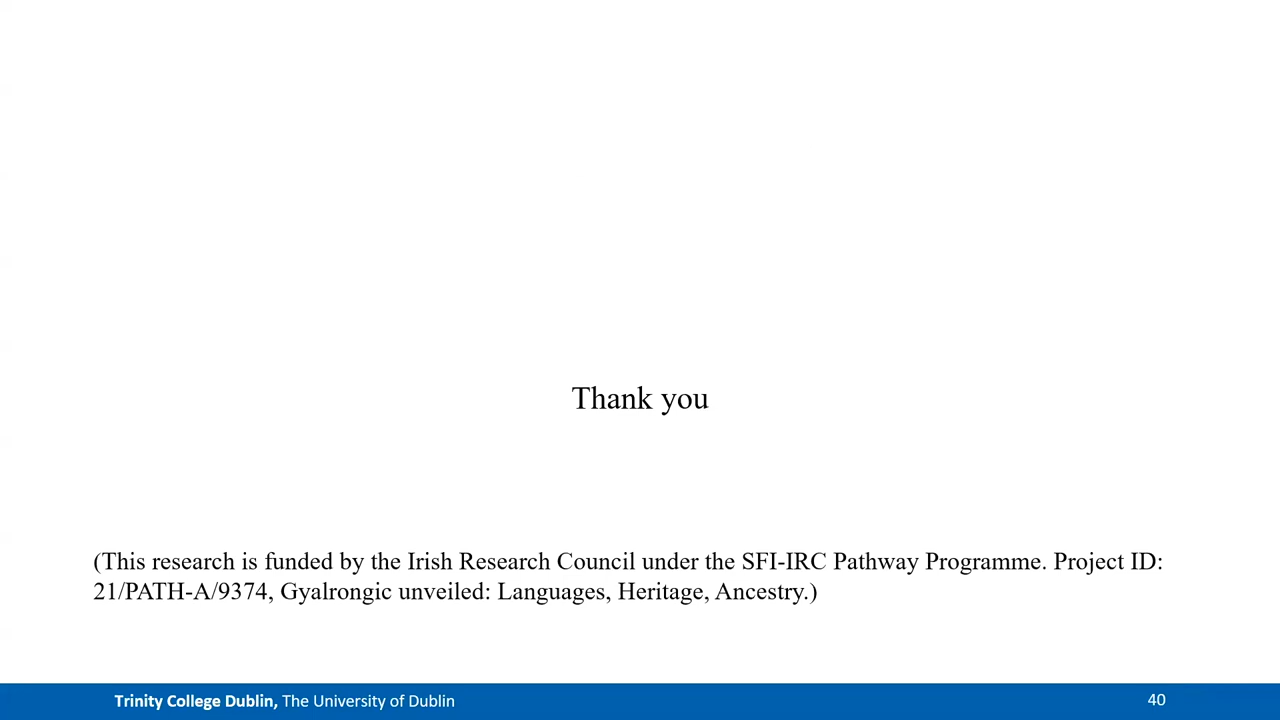 Thank you
(This research is funded by the Irish Research Council under the SFI-IRC Pathway Programme. Project ID:
21/PATH-A/9374, Gyalrongic unveiled: Languages, Heritage, Ancestry.)
Trinity College Dublin, The University of Dublin
40